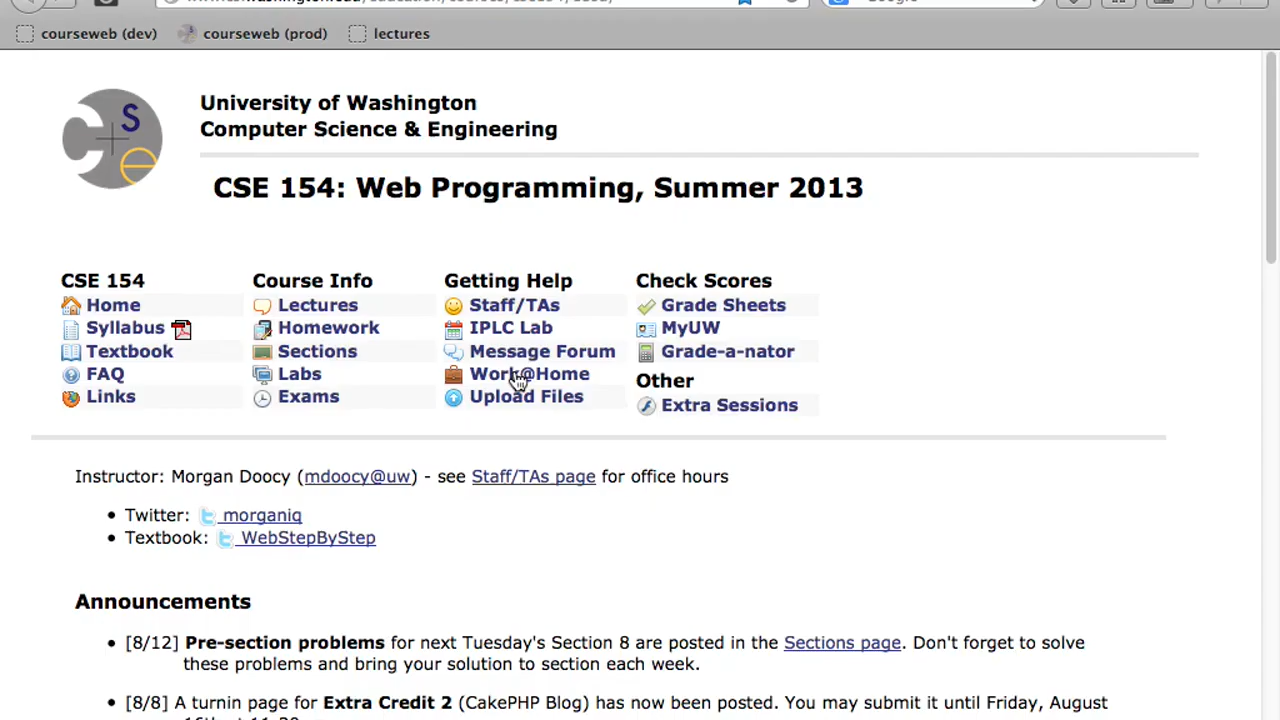 courseweb (dev) courseweb (prod) lectures
University of Washington
Computer Science & Engineering
CSE 154: Web Programming, Summer 2013
CSE 154
Home
Syllabus
Textbook
FAQ
Links
Course Info
Lectures
Homework
Sections
Labs
Exams
Getting Help
Staff/TAs
IPLC Lab
Message Forum
Work@Home
Upload Files
Check Scores
Grade Sheets
MyUW
Grade-a-nator
Other
Extra Sessions
Instructor: Morgan Doocy (mdoocy@uw) - see Staff/TAs page for office hours
• Twitter: morganiq
• Textbook: WebStepByStep
Announcements
• [8/12] Pre-section problems for next Tuesday's Section 8 are posted in the Sections page. Don't forget to solve
these problems and bring your solution to section each week.
• [8/8] A turnin page for Extra Credit 2 (CakePHP Blog) has now been posted. You may submit it until Friday, August